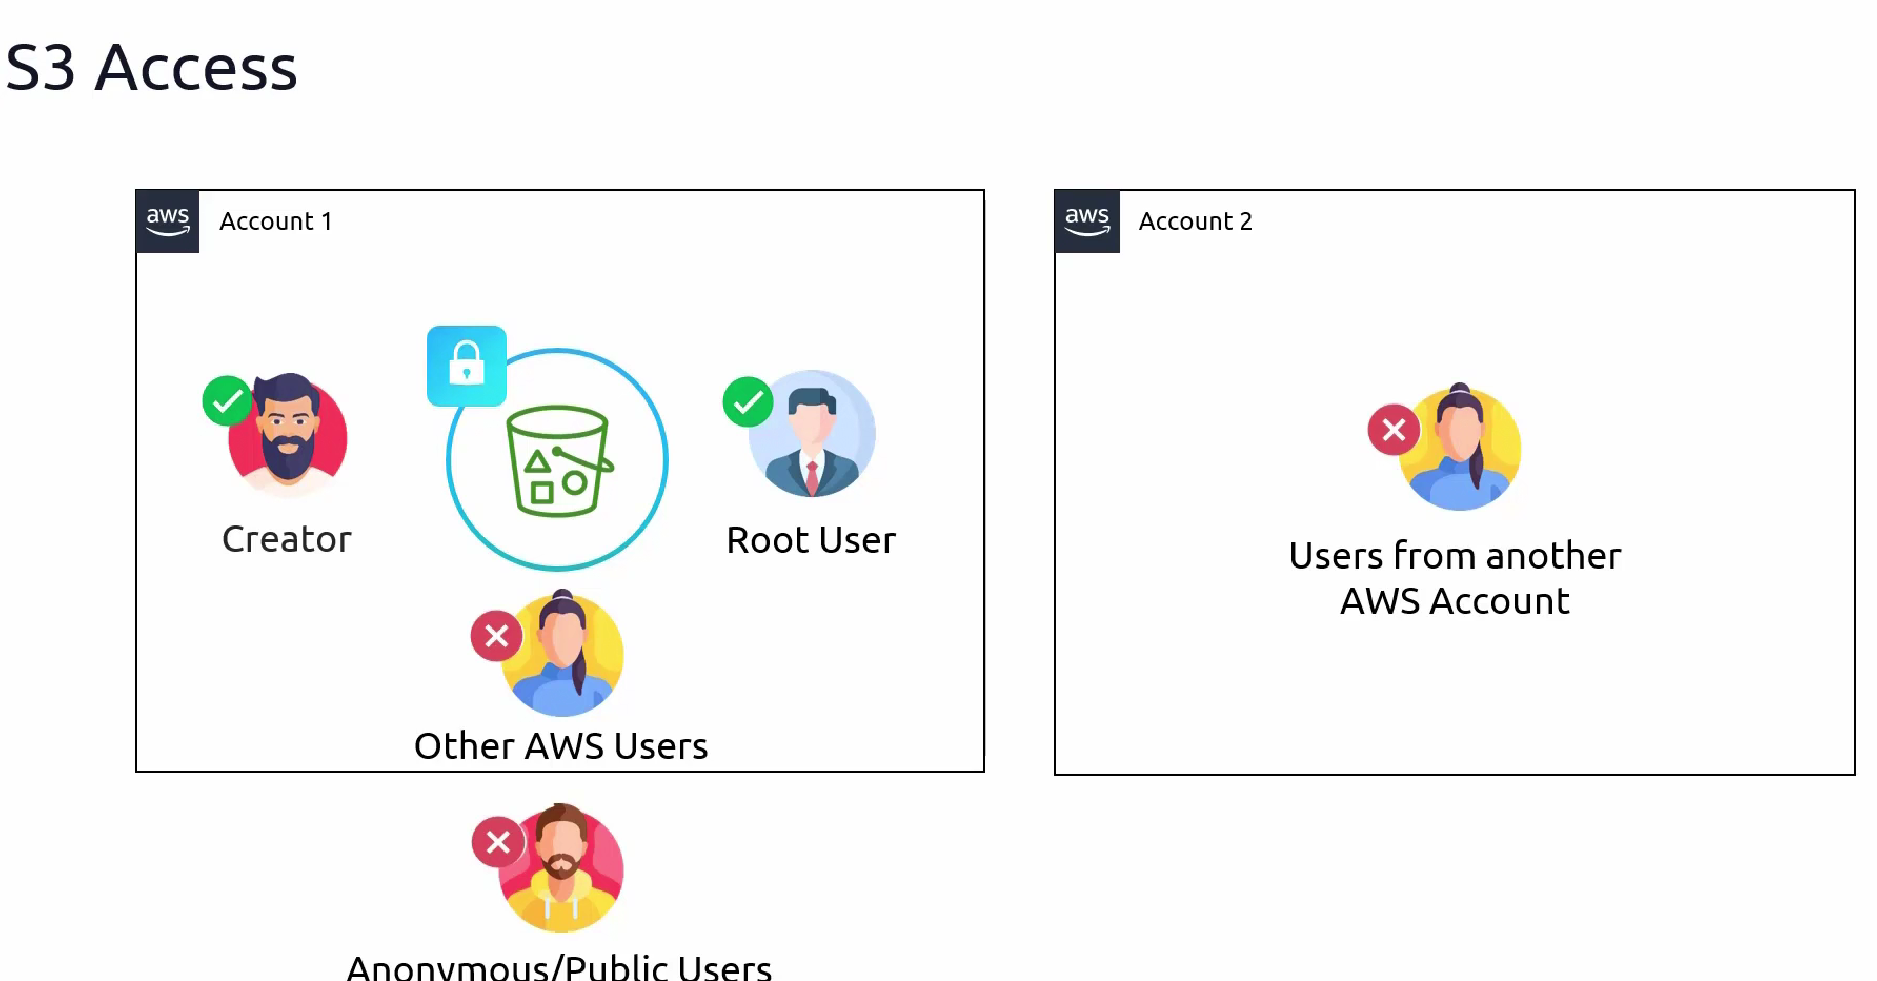 S3 Access
aws
Account 1
aws
Account 2
Creator
Root User
Users from another
AWS Account
Other AWS Users
Anonymous/Public Users